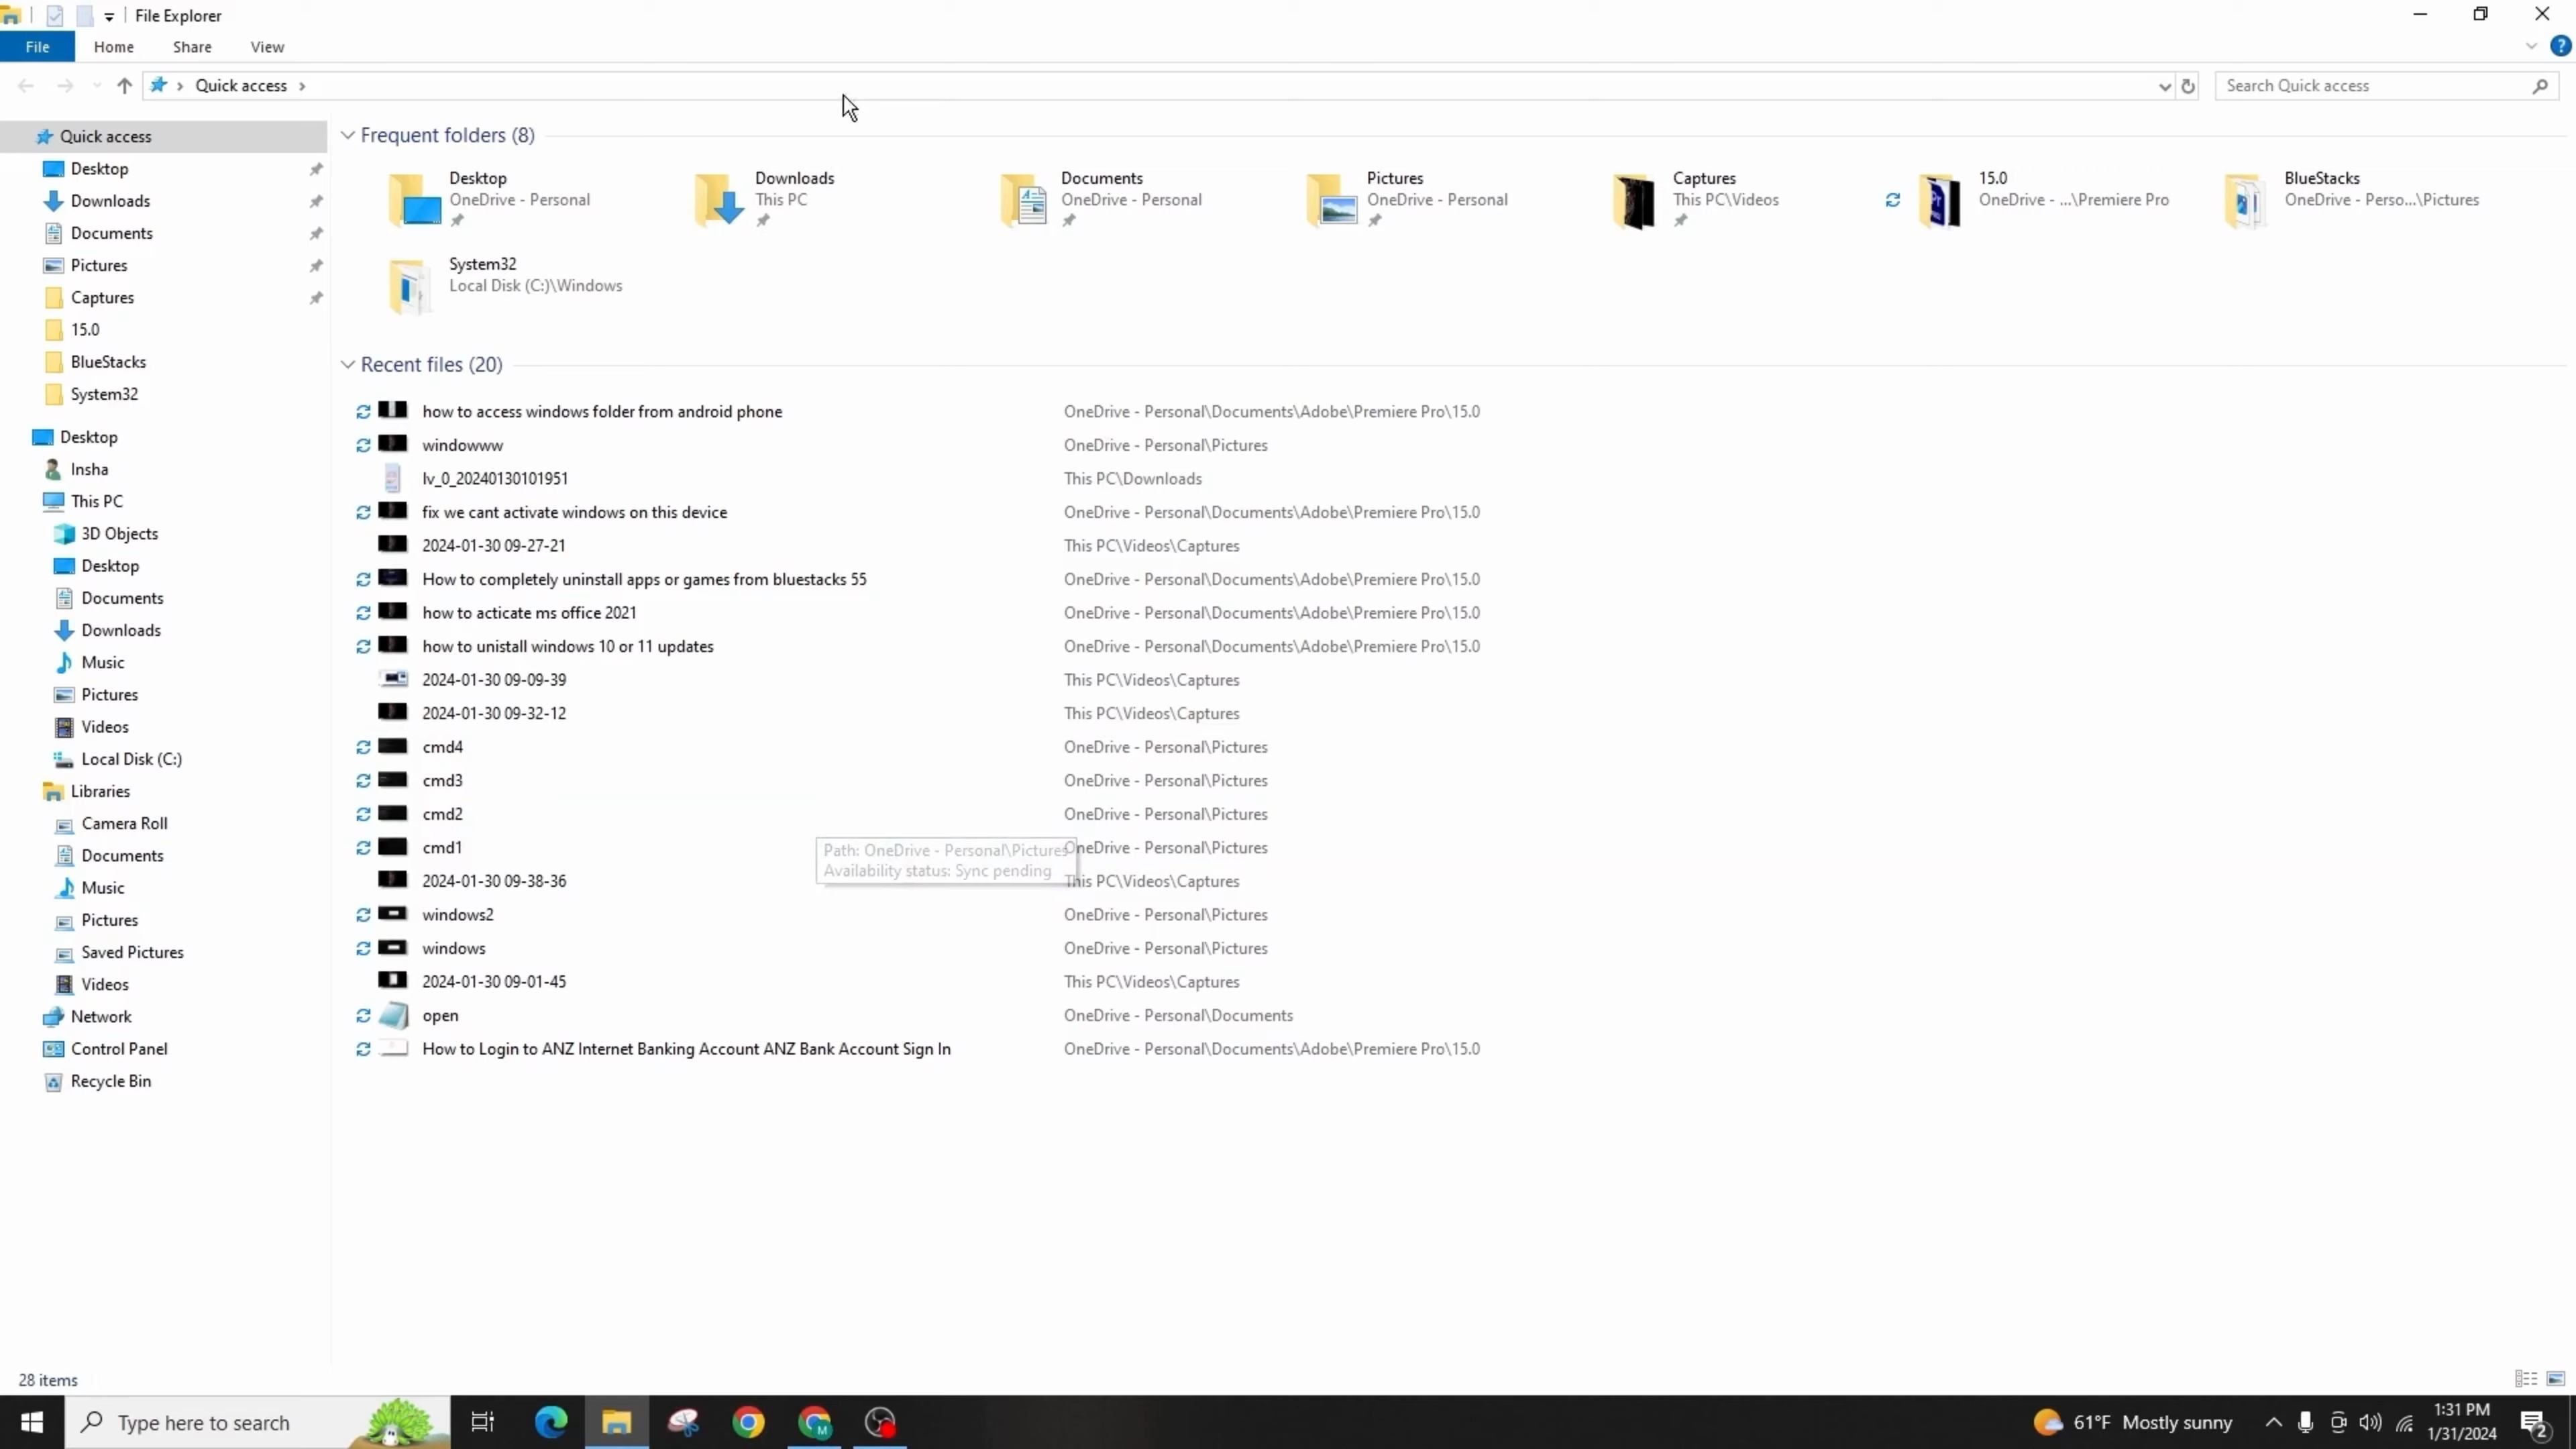 File Explorer
File Home Share View
Quick access
Search Quick access
Quick access
Desktop
Downloads
Documents
Pictures
Captures
15.0
BlueStacks
System32
Desktop
Insha
This PC
3D Objects
Desktop
Documents
Downloads
Music
Pictures
Videos
Local Disk (C:)
Libraries
Camera Roll
Documents
Music
Pictures
Saved Pictures
Videos
Network
Control Panel
Recycle Bin
Frequent folders (8)
Desktop
OneDrive - Personal
Downloads
This PC
Documents
OneDrive - Personal
Pictures
OneDrive - Personal
Captures
This PC\Videos
15.0
OneDrive - ...\Premiere Pro
BlueStacks
OneDrive - Perso...\Pictures
System32
Local Disk (C:)\Windows
Recent files (20)
how to access windows folder from android phone OneDrive - Personal\Documents\Adobe\Premiere Pro\15.0
windowww OneDrive - Personal\Pictures
lv_0_20240130101951 This PC\Downloads
fix we cant activate windows on this device OneDrive - Personal\Documents\Adobe\Premiere Pro\15.0
2024-01-30 09-27-21 This PC\Videos\Captures
How to completely uninstall apps or games from bluestacks 55 OneDrive - Personal\Documents\Adobe\Premiere Pro\15.0
how to acticate ms office 2021 OneDrive - Personal\Documents\Adobe\Premiere Pro\15.0
how to unistall windows 10 or 11 updates OneDrive - Personal\Documents\Adobe\Premiere Pro\15.0
2024-01-30 09-09-39 This PC\Videos\Captures
2024-01-30 09-32-12 This PC\Videos\Captures
cmd4 OneDrive - Personal\Pictures
cmd3 OneDrive - Personal\Pictures
cmd2 OneDrive - Personal\Pictures
cmd1 OneDrive - Personal\Pictures
Path: OneDrive - Personal\Pictures
Availability status: Sync pending
2024-01-30 09-38-36 This PC\Videos\Captures
windows2 OneDrive - Personal\Pictures
windows OneDrive - Personal\Pictures
2024-01-30 09-01-45 This PC\Videos\Captures
open OneDrive - Personal\Documents
How to Login to ANZ Internet Banking Account ANZ Bank Account Sign In OneDrive - Personal\Documents\Adobe\Premiere Pro\15.0
28 items
Type here to search
M
61°F Mostly sunny
1:31 PM
1/31/2024
2